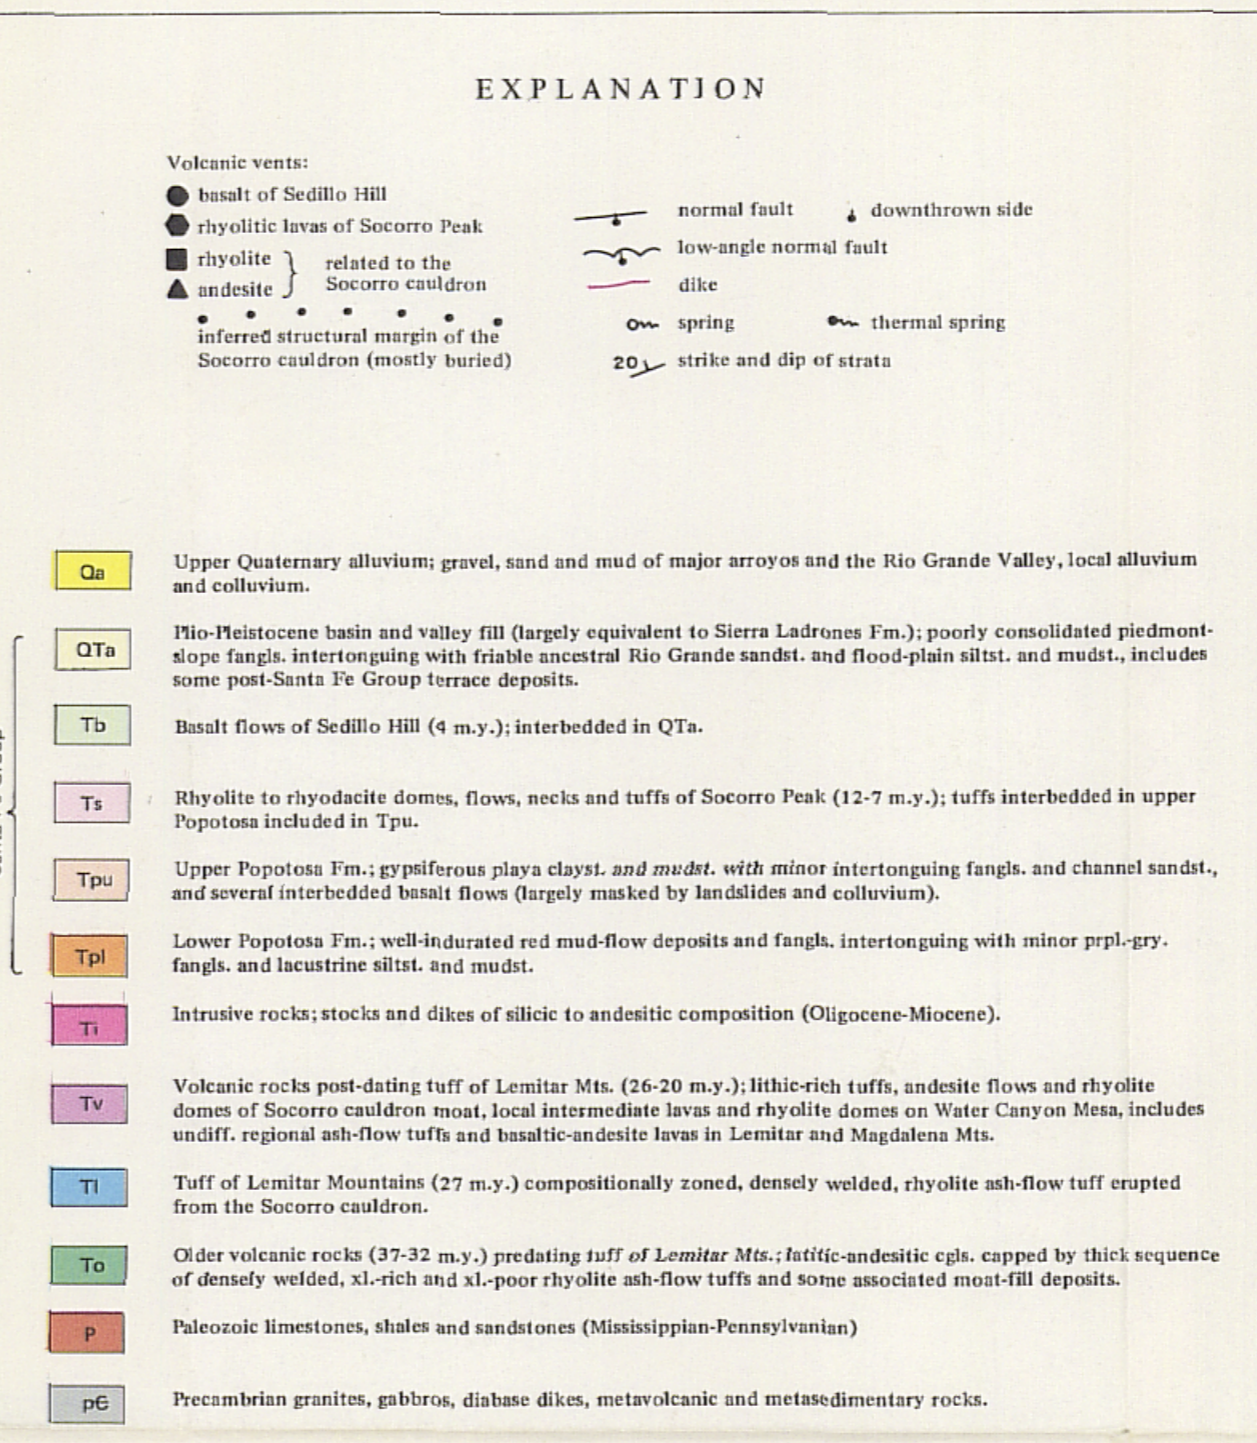 EXPLANATION
Volcanic vents:
basalt of Sedillo Hill
rhyolitic lavas of Socorro Peak
rhyolite
andesite
related to the
Socorro cauldron
inferred structural margin of the
Socorro cauldron (mostly buried)
normal fault
downthrown side
low-angle normal fault
dike
spring
thermal spring
20 strike and dip of strata
Qa
Upper Quaternary alluvium; gravel, sand and mud of major arroyos and the Rio Grande Valley, local alluvium
and colluvium.
QTa
Plio-Pleistocene basin and valley fill (largely equivalent to Sierra Ladrones Fm.); poorly consolidated piedmont-
slope fangls. intertonguing with friable ancestral Rio Grande sandst. and flood-plain siltst. and mudst., includes
some post-Santa Fe Group terrace deposits.
Tb
Basalt flows of Sedillo Hill (4 m.y.); interbedded in QTa.
Ts
Rhyolite to rhyodacite domes, flows, necks and tuffs of Socorro Peak (12-7 m.y.); tuffs interbedded in upper
Popotosa included in Tpu.
Tpu
Upper Popotosa Fm.; gypsiferous playa clayst. and mudst. with minor intertonguing fangls. and channel sandst.,
and several interbedded basalt flows (largely masked by landslides and colluvium).
Tpl
Lower Popotosa Fm.; well-indurated red mud-flow deposits and fangls. intertonguing with minor prpl.-gry.
fangls. and lacustrine siltst. and mudst.
Ti
Intrusive rocks; stocks and dikes of silicic to andesitic composition (Oligocene-Miocene).
Tv
Volcanic rocks post-dating tuff of Lemitar Mts. (26-20 m.y.); lithic-rich tuffs, andesite flows and rhyolite
domes of Socorro cauldron moat, local intermediate lavas and rhyolite domes on Water Canyon Mesa, includes
undiff. regional ash-flow tuffs and basaltic-andesite lavas in Lemitar and Magdalena Mts.
Tl
Tuff of Lemitar Mountains (27 m.y.) compositionally zoned, densely welded, rhyolite ash-flow tuff erupted
from the Socorro cauldron.
To
Older volcanic rocks (37-32 m.y.) predating tuff of Lemitar Mts.; latitic-andesitic cgls. capped by thick sequence
of densely welded, xl.-rich and xl.-poor rhyolite ash-flow tuffs and some associated moat-fill deposits.
P
Paleozoic limestones, shales and sandstones (Mississippian-Pennsylvanian)
p€
Precambrian granites, gabbros, diabase dikes, metavolcanic and metasedimentary rocks.